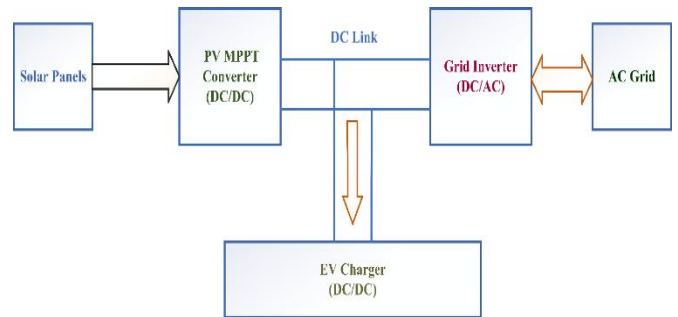 Solar Panels
PV MPPT
Converter
(DC/DC)
DC Link
Grid Inverter
(DC/AC)
AC Grid
EV Charger
(DC/DC)